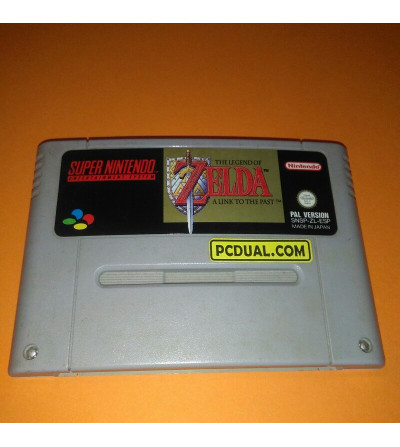 SUPER NINTENDO
ENTERTAINMENT SYSTEM
THE LEGEND OF
ZELDA
A LINK TO THE PAST
Nintendo
PAL VERSION
SNSP-ZL-ESP
MADE IN JAPAN
PCDUAL.COM